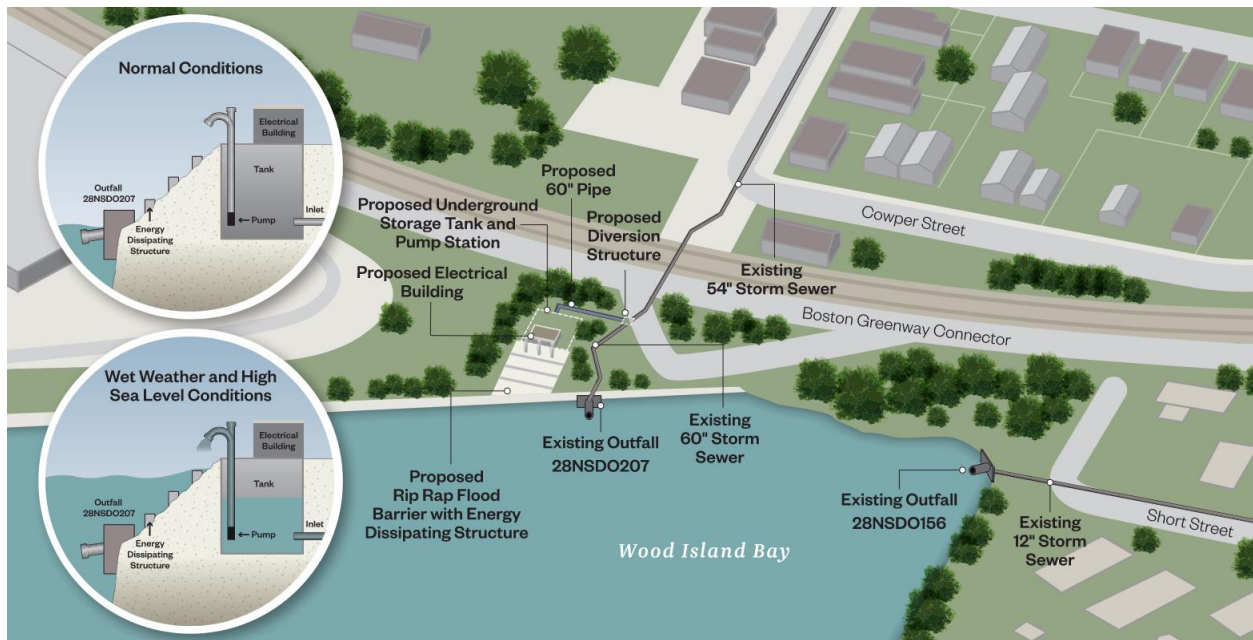 Normal Conditions
Electrical
Building
Tank
Outfall
28NSDO207
Pump
Inlet
Energy
Dissipating
Structure
Wet Weather and High
Sea Level Conditions
Electrical
Building
Tank
Outfall
28NSDO207
Pump
Inlet
Energy
Dissipating
Structure
Proposed
60" Pipe
Proposed Underground
Storage Tank and
Pump Station
Proposed
Diversion
Structure
Proposed Electrical
Building
Existing
54" Storm Sewer
Cowper Street
Boston Greenway Connector
Existing Outfall
28NSDO207
Existing
60" Storm
Sewer
Proposed
Rip Rap Flood
Barrier with Energy
Dissipating Structure
Existing Outfall
28NSDO156
Existing
12" Storm
Sewer
Short Street
Wood Island Bay